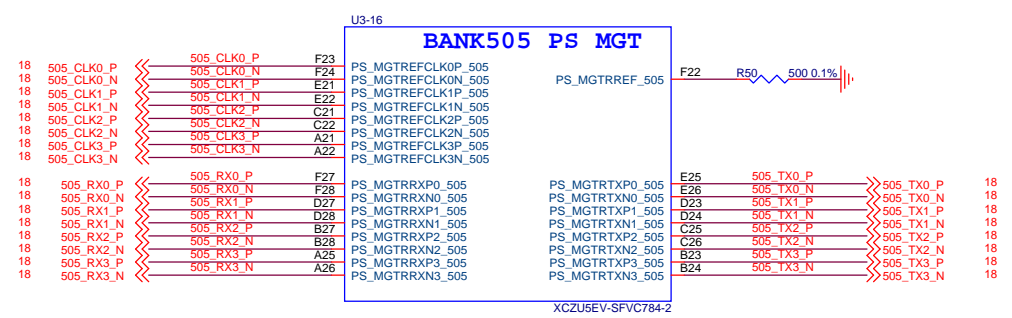 U3-16
BANK505 PS MGT
18 505_CLK0_P 505_CLK0_P F23 PS_MGTREFCLK0P_505
18 505_CLK0_N 505_CLK0_N F24 PS_MGTREFCLK0N_505
PS_MGTRREF_505 F22 R50 500 0.1%
18 505_CLK1_P 505_CLK1_P E21 PS_MGTREFCLK1P_505
18 505_CLK1_N 505_CLK1_N E22 PS_MGTREFCLK1N_505
18 505_CLK2_P 505_CLK2_P C21 PS_MGTREFCLK2P_505
18 505_CLK2_N 505_CLK2_N C22 PS_MGTREFCLK2N_505
18 505_CLK3_P 505_CLK3_P A21 PS_MGTREFCLK3P_505
18 505_CLK3_N 505_CLK3_N A22 PS_MGTREFCLK3N_505
18 505_RX0_P 505_RX0_P F27 PS_MGTRRXP0_505 PS_MGTRTXP0_505 E25 505_TX0_P 505_TX0_P 18
18 505_RX0_N 505_RX0_N F28 PS_MGTRRXN0_505 PS_MGTRTXN0_505 E26 505_TX0_N 505_TX0_N 18
18 505_RX1_P 505_RX1_P D27 PS_MGTRRXP1_505 PS_MGTRTXP1_505 D23 505_TX1_P 505_TX1_P 18
18 505_RX1_N 505_RX1_N D28 PS_MGTRRXN1_505 PS_MGTRTXN1_505 D24 505_TX1_N 505_TX1_N 18
18 505_RX2_P 505_RX2_P B27 PS_MGTRRXP2_505 PS_MGTRTXP2_505 C25 505_TX2_P 505_TX2_P 18
18 505_RX2_N 505_RX2_N B28 PS_MGTRRXN2_505 PS_MGTRTXN2_505 C26 505_TX2_N 505_TX2_N 18
18 505_RX3_P 505_RX3_P A25 PS_MGTRRXP3_505 PS_MGTRTXP3_505 B23 505_TX3_P 505_TX3_P 18
18 505_RX3_N 505_RX3_N A26 PS_MGTRRXN3_505 PS_MGTRTXN3_505 B24 505_TX3_N 505_TX3_N 18
XCZU5EV-SFVC784-2